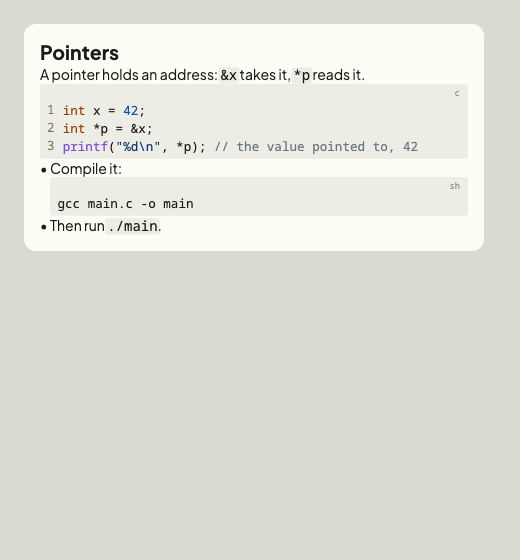 Pointers
A pointer holds an address: &x takes it, *p reads it.
c
1 int x = 42;
2 int *p = &x;
3 printf("%d\n", *p); // the value pointed to, 42
• Compile it:
sh
gcc main.c -o main
• Then run ./main.